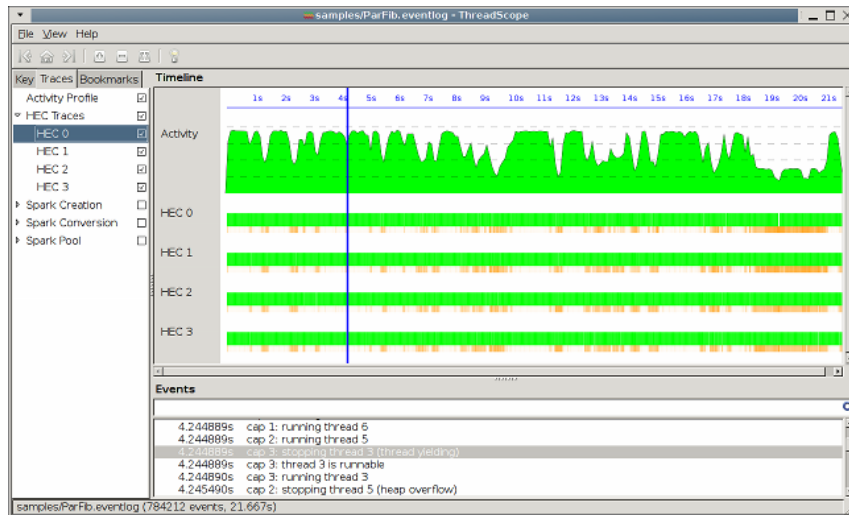 samples/ParFib.eventlog - ThreadScope
File View Help
Key Traces Bookmarks
Timeline
Activity Profile
HEC Traces
HEC 0
HEC 1
HEC 2
HEC 3
Spark Creation
Spark Conversion
Spark Pool
1s 2s 3s 4s 5s 6s 7s 8s 9s 10s 11s 12s 13s 14s 15s 16s 17s 18s 19s 20s 21s
Activity
HEC 0
HEC 1
HEC 2
HEC 3
Events
4.244889s cap 1: running thread 6
4.244889s cap 2: running thread 5
4.244889s cap 3: stopping thread 3 (thread yielding)
4.244889s cap 3: thread 3 is runnable
4.244890s cap 3: running thread 3
4.245490s cap 2: stopping thread 5 (heap overflow)
samples/ParFib.eventlog (784212 events, 21.667s)